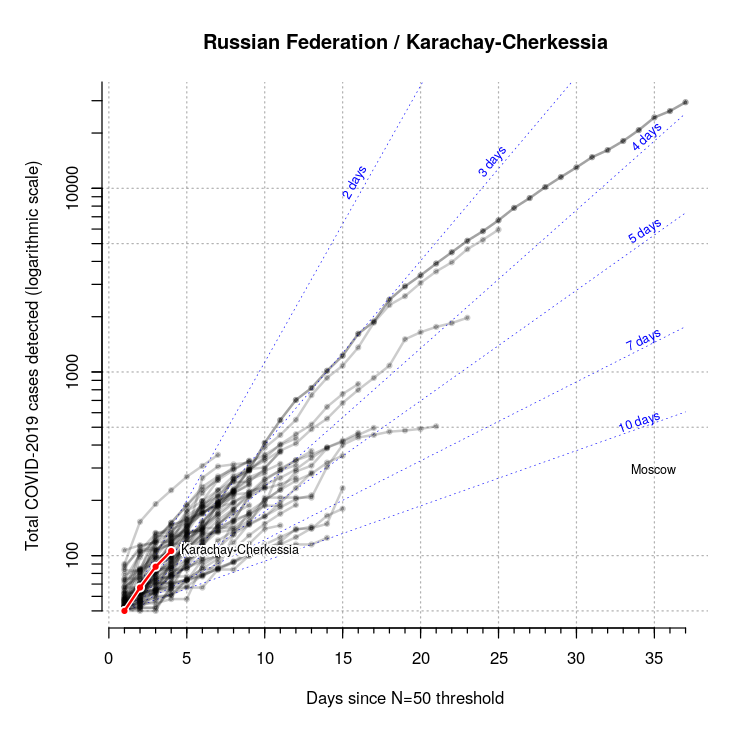 Russian Federation / Karachay-Cherkessia
Total COVID-2019 cases detected (logarithmic scale)
10000
1000
100
2 days
3 days
4 days
5 days
7 days
10 days
Moscow
Karachay-Cherkessia
0 5 10 15 20 25 30 35
Days since N=50 threshold